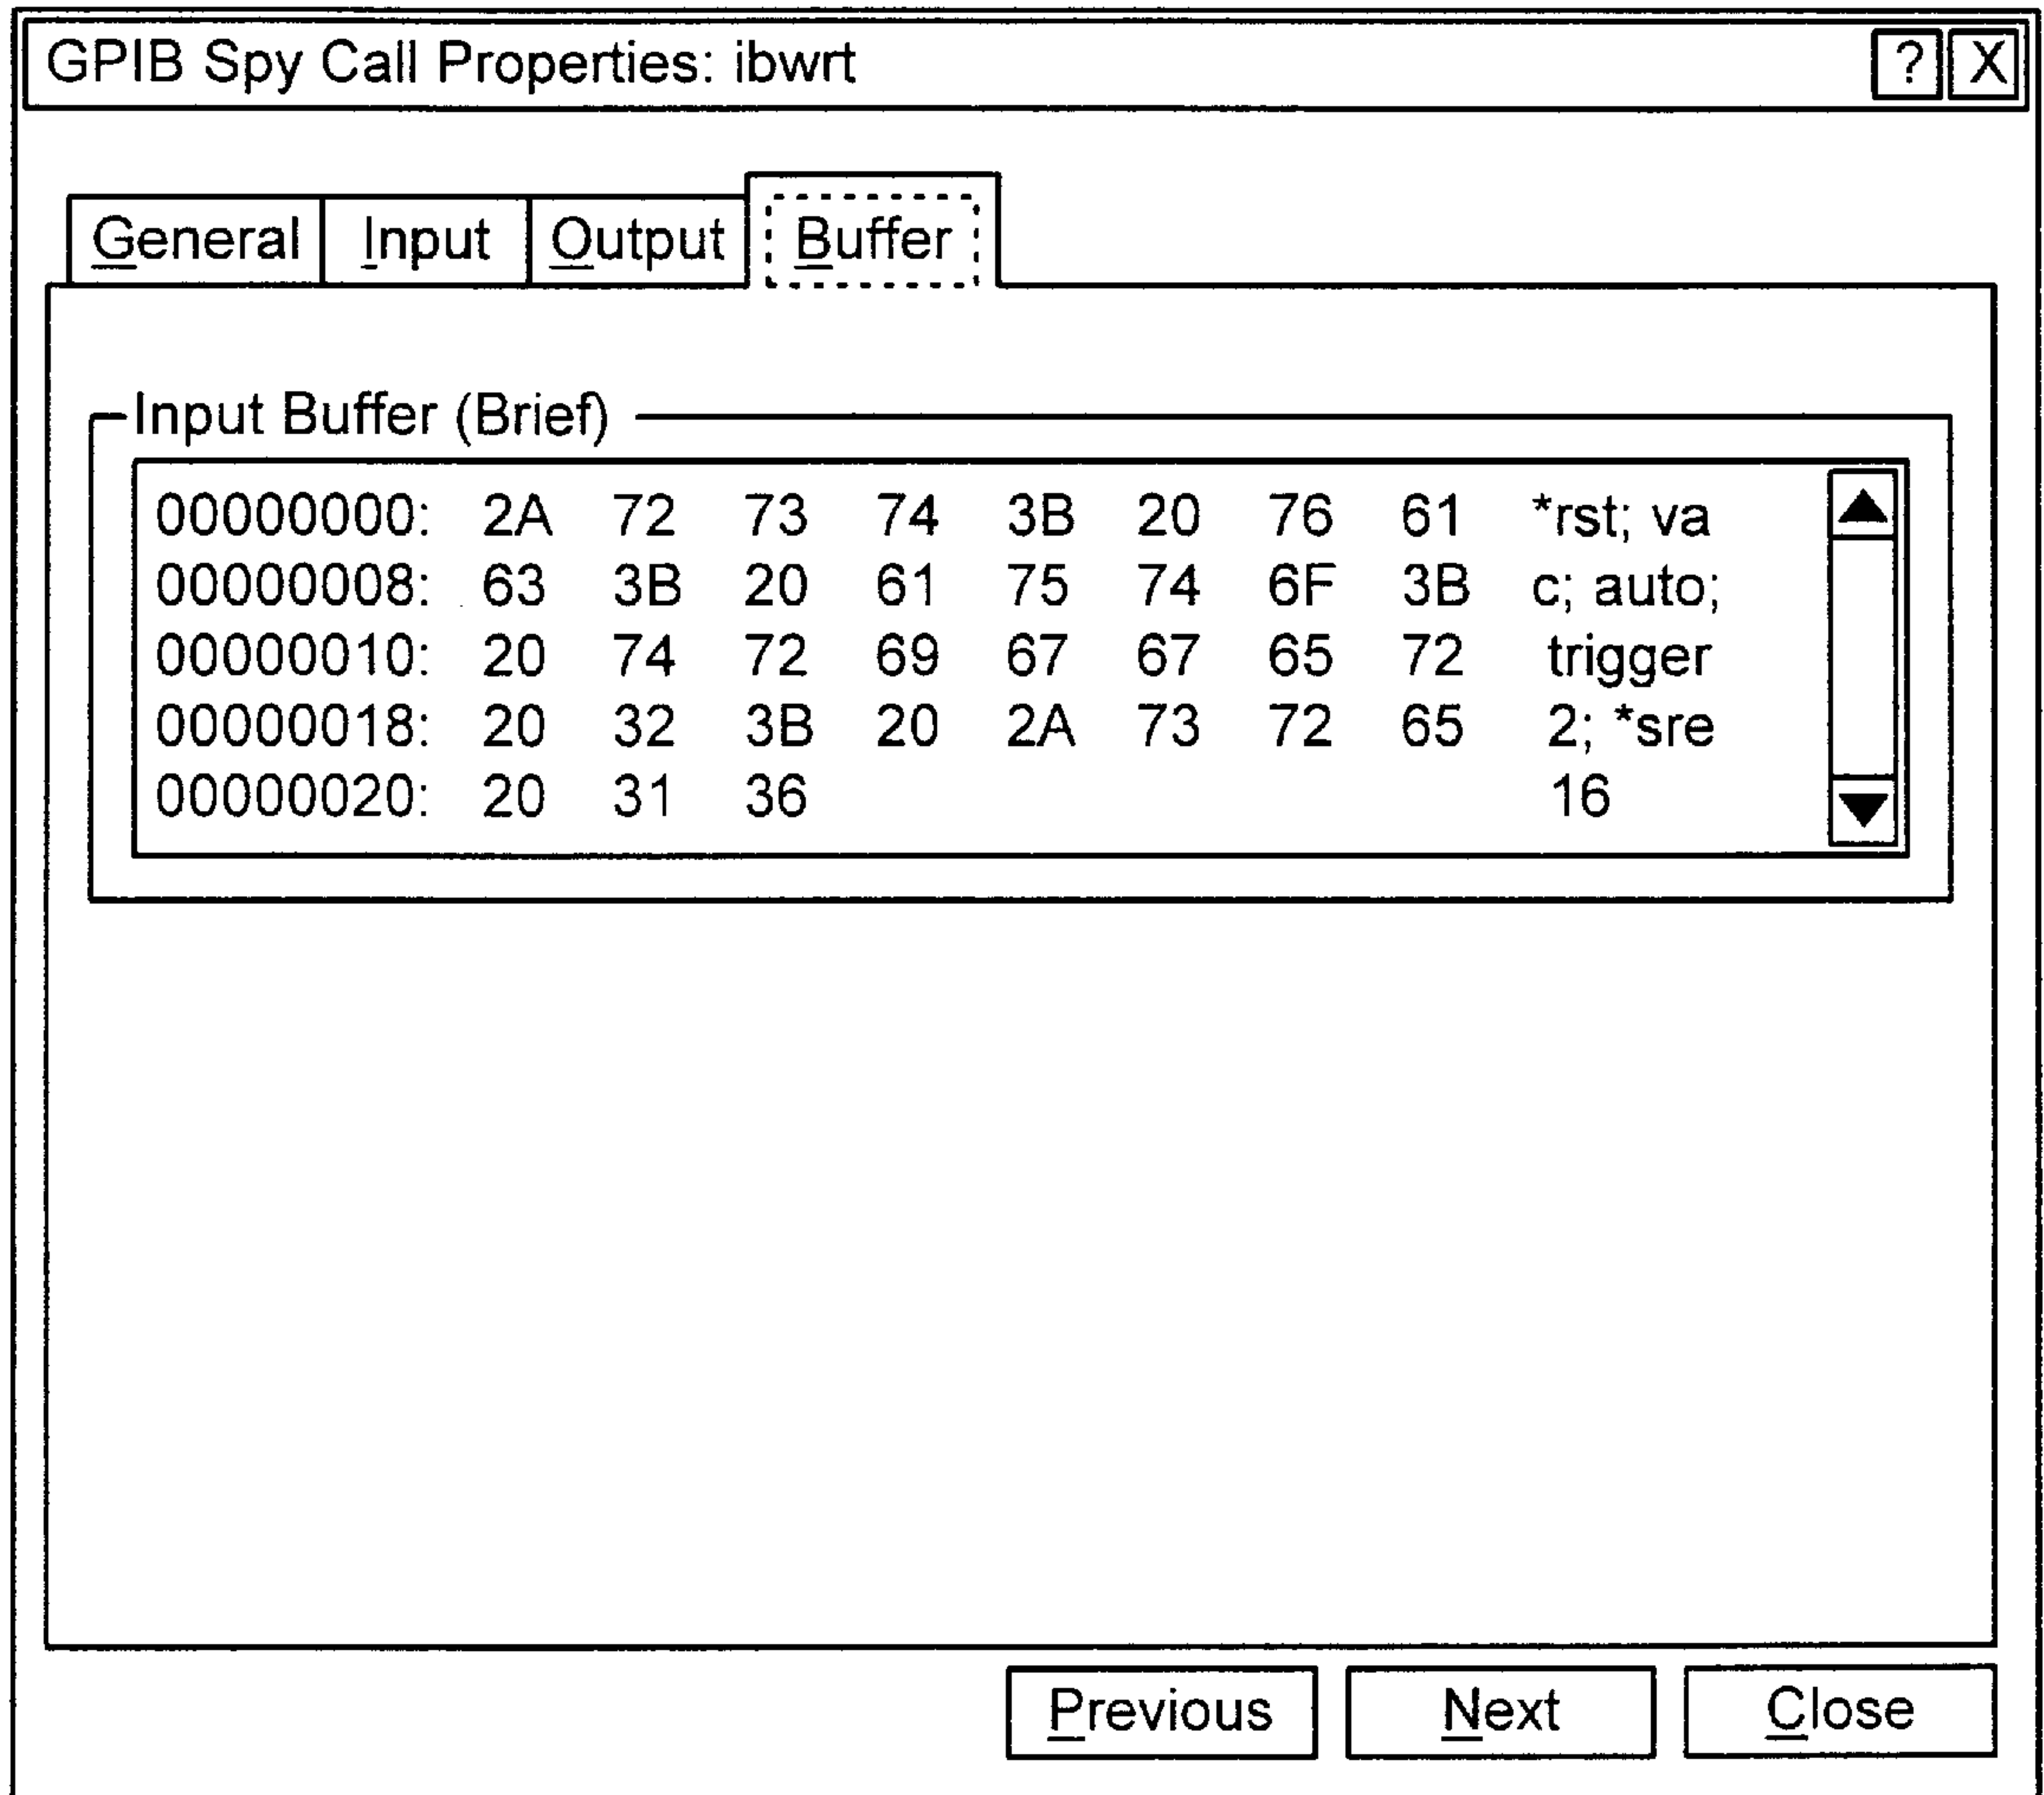 GPIB Spy Call Properties: ibwrt ? X
General Input Output Buffer
Input Buffer (Brief)
00000000: 2A 72 73 74 3B 20 76 61 *rst; va
00000008: 63 3B 20 61 75 74 6F 3B c; auto;
00000010: 20 74 72 69 67 67 65 72 trigger
00000018: 20 32 3B 20 2A 73 72 65 2; *sre
00000020: 20 31 36 16
Previous Next Close